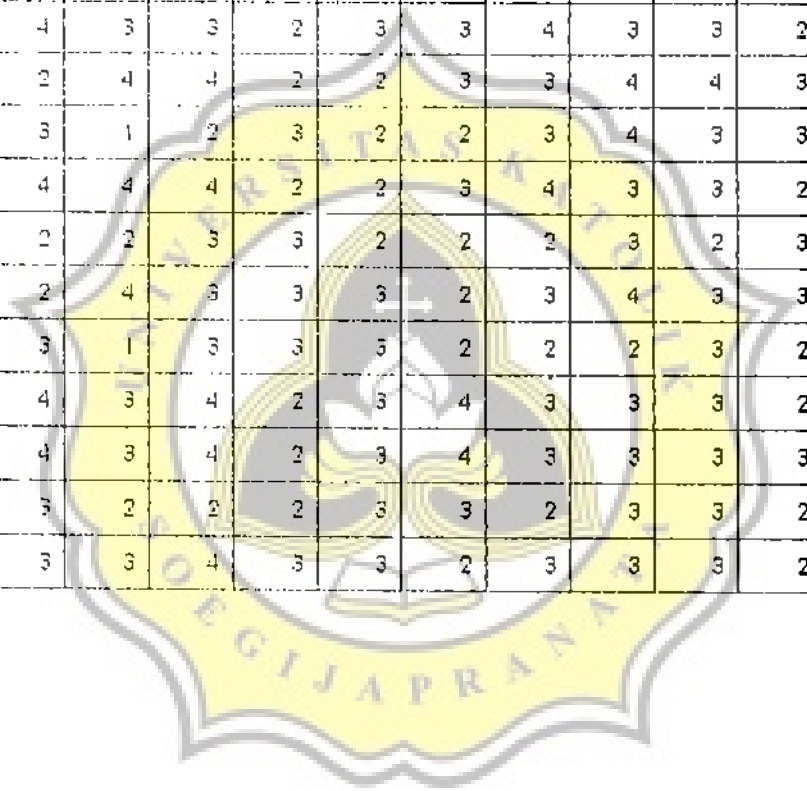 4 3 3 2 3 3 4 3 3 2
2 4 4 2 2 3 3 4 4 3
3 1 2 3 2 2 3 4 3 3
4 4 4 2 2 3 4 3 3 2
2 2 3 3 2 2 2 3 2 3
2 4 3 3 3 2 3 4 3 3
3 1 3 3 3 2 2 2 3 2
4 3 4 2 3 4 3 3 3 2
4 3 4 2 3 4 3 3 3 3
3 2 2 2 3 3 2 3 3 2
3 3 4 3 3 2 3 3 3 2
UNIVERSITAS KATOLIK
SOEGIJAPRANATA